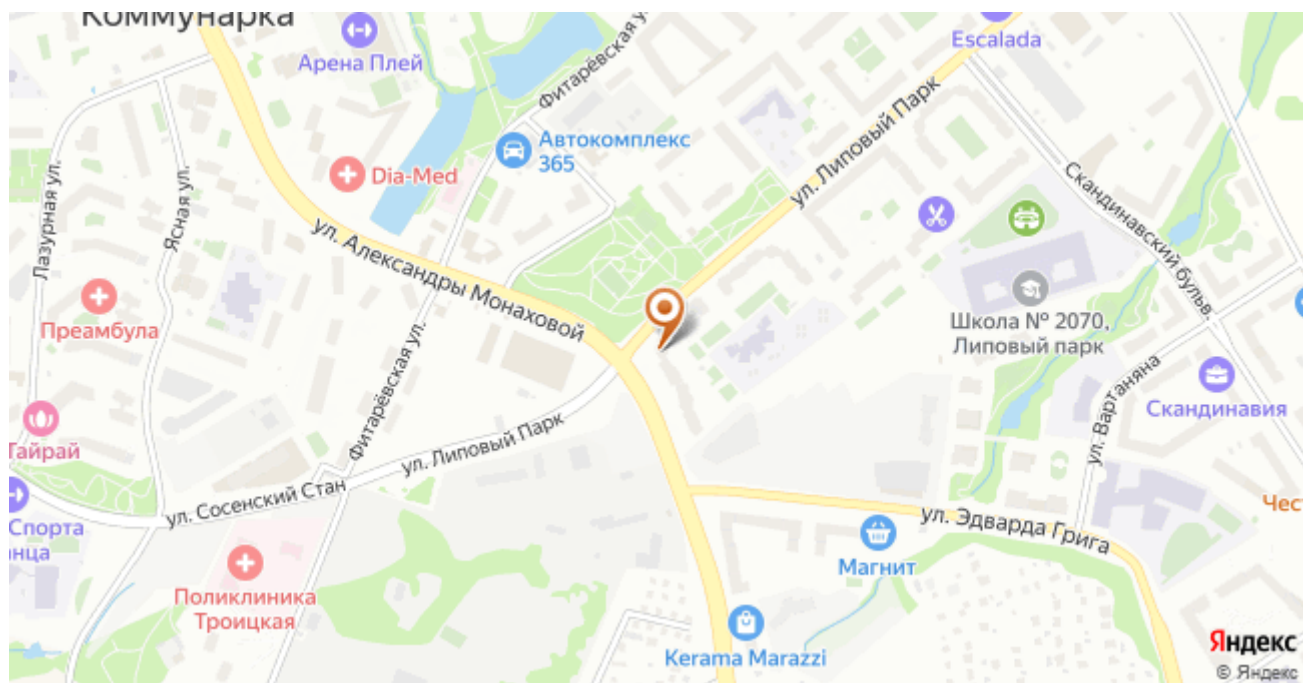 Коммунарка
Арена Плей
Фитарёвская ул.
Escalada
Автокомплекс
365
ул. Липовый Парк
Dia-Med
Лазурная ул.
Ясная ул.
ул. Александры Монаховой
Скандинавский бульв.
Преамбула
Фитарёвская ул.
Школа № 2070,
Липовый парк
Скандинавия
ул. Вартаняна
Тайрай
ул. Липовый Парк
ул. Сосенский Стан
Спорта
анца
ул. Эдварда Грига
Чес
Магнит
Поликлиника
Троицкая
Kerama Marazzi
Яндекс
© Яндекс